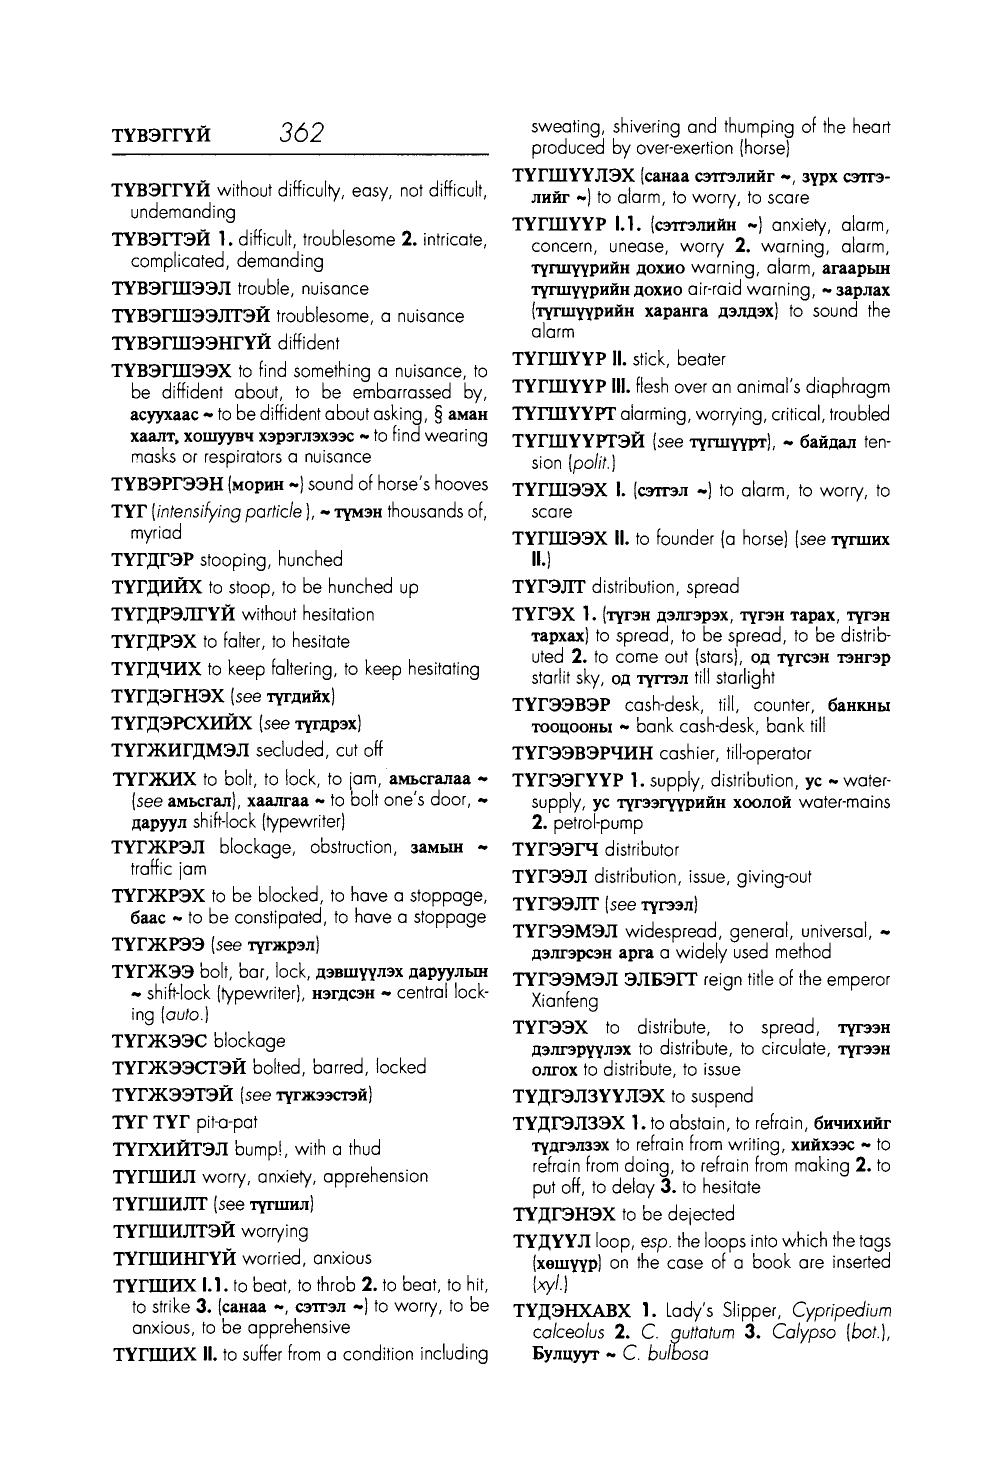 ТҮВЭГГҮЙ 362
ТҮВЭГГҮЙ without difficulty, easy, not difficult,
undemanding
ТҮВЭГТЭЙ 1. difficult, troublesome 2. intricate,
complicated, demanding
ТҮВЭГШЭЭЛ trouble, nuisance
ТҮВЭГШЭЭЛТЭЙ troublesome, a nuisance
ТҮВЭГШЭЭНГҮЙ diffident
ТҮВЭГШЭЭХ to find something a nuisance, to
be diffident about, to be embarrassed by,
асуухаас ~ to be diffident about asking, § аман
хаалт, хошуувч хэрэглэхээс ~ to find wearing
masks or respirators a nuisance
ТҮВЭРГЭЭН (морин ~) sound of horse's hooves
ТҮГ (intensifying particle), ~ түмэн thousands of,
myriad
ТҮГДГЭР stooping, hunched
ТҮГДИЙХ to stoop, to be hunched up
ТҮГДРЭЛГҮЙ without hesitation
ТҮГДРЭХ to falter, to hesitate
ТҮГДЧИХ to keep faltering, to keep hesitating
ТҮГДЭГНЭХ (see түгдийх)
ТҮГДЭРСХИЙХ (see түгдрэх)
ТҮГЖИГДМЭЛ secluded, cut off
ТҮГЖИХ to bolt, to lock, to jam, амьсгалаа ~
(see амьсгал), хаалгаа ~ to bolt one's door, ~
даруул shift-lock (typewriter)
ТҮГЖРЭЛ blockage, obstruction, замын ~
traffic jam
ТҮГЖРЭХ to be blocked, to have a stoppage,
баас ~ to be constipated, to have a stoppage
ТҮГЖРЭЭ (see түгжрэл)
ТҮГЖЭЭ bolt, bar, lock, дэвшүүлэх даруулын
~ shift-lock (typewriter), нэгдсэн ~ central lock-
ing (auto.)
ТҮГЖЭЭС blockage
ТҮГЖЭЭСТЭЙ bolted, barred, locked
ТҮГЖЭЭТЭЙ (see түгжээстэй)
ТҮГ ТҮГ pit-a-pat
ТҮГХИЙТЭЛ bump!, with a thud
ТҮГШИЛ worry, anxiety, apprehension
ТҮГШИЛТ (see түгшил)
ТҮГШИЛТЭЙ worrying
ТҮГШИНГҮЙ worried, anxious
ТҮГШИХ I.1. to beat, to throb 2. to beat, to hit,
to strike 3. (санаа ~, сэтгэл ~) to worry, to be
anxious, to be apprehensive
ТҮГШИХ II. to suffer from a condition including
sweating, shivering and thumping of the heart
produced by over-exertion (horse)
ТҮГШҮҮЛЭХ (санаа сэтгэлийг ~, зүрх сэтгэ-
лийг ~) to alarm, to worry, to scare
ТҮГШҮҮР I.1. (сэтгэлийн ~) anxiety, alarm,
concern, unease, worry 2. warning, alarm,
түгшүүрийн дохио warning, alarm, агаарын
түгшүүрийн дохио air-raid warning, ~ зарлах
(түгшүүрийн харанга дэлдэх) to sound the
alarm
ТҮГШҮҮР II. stick, beater
ТҮГШҮҮР III. flesh over an animal's diaphragm
ТҮГШҮҮРТ alarming, worrying, critical, troubled
ТҮГШҮҮРТЭЙ (see түгшүүрт), ~ байдал ten-
sion (polit.)
ТҮГШЭЭХ I. (сэтгэл ~) to alarm, to worry, to
scare
ТҮГШЭЭХ II. to founder (a horse) (see түгших
II.)
ТҮГЭЛТ distribution, spread
ТҮГЭХ 1. (түгэн дэлгэрэх, түгэн тарах, түгэн
тархах) to spread, to be spread, to be distrib-
uted 2. to come out (stars), од түгсэн тэнгэр
starlit sky, од түгтэл till starlight
ТҮГЭЭВЭР cash-desk, till, counter, банкны
тооцооны ~ bank cash-desk, bank till
ТҮГЭЭВЭРЧИН cashier, till-operator
ТҮГЭЭГҮҮР 1. supply, distribution, ус ~ water-
supply, ус түгээгүүрийн хоолой water-mains
2. petrol-pump
ТҮГЭЭГЧ distributor
ТҮГЭЭЛ distribution, issue, giving-out
ТҮГЭЭЛТ (see түгээл)
ТҮГЭЭМЭЛ widespread, general, universal, ~
дэлгэрсэн арга a widely used method
ТҮГЭЭМЭЛ ЭЛБЭГТ reign title of the emperor
Xianfeng
ТҮГЭЭХ to distribute, to spread, түгээн
дэлгэрүүлэх to distribute, to circulate, түгээн
олгох to distribute, to issue
ТҮДГЭЛЗҮҮЛЭХ to suspend
ТҮДГЭЛЗЭХ 1. to abstain, to refrain, бичихийг
түдгэлзэх to refrain from writing, хийхээс ~ to
refrain from doing, to refrain from making 2. to
put off, to delay 3. to hesitate
ТҮДГЭНЭХ to be dejected
ТҮДҮҮЛ loop, esp. the loops into which the tags
(хөшүүр) on the case of a book are inserted
(xyl.)
ТҮДЭНХАВХ 1. Lady's Slipper, Cypripedium
calceolus 2. C. guttatum 3. Calypso (bot.),
Булцуут ~ C. bulbosa